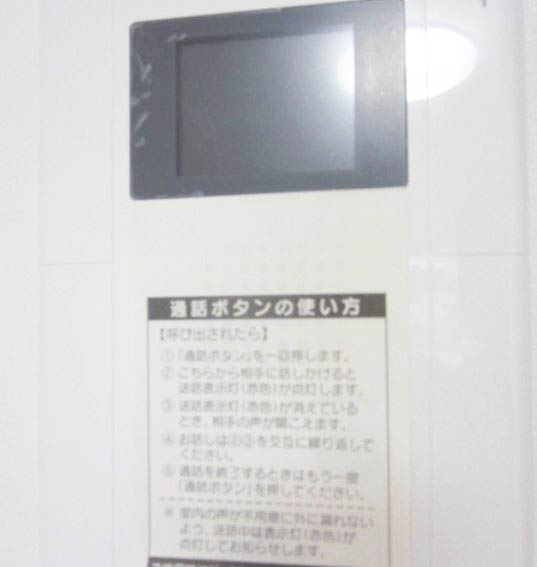 通話ボタンの使い方
【呼び出されたら】
①「通話ボタン」を一回押します。
② こちらから相手に話しかけると
送話表示灯(赤色)が点灯します。
③ 送話表示灯(赤色)が消えている
とき、相手の声が聞こえます。
④ お話しは②③を交互に繰り返して
ください。
⑤ 通話を終了するときはもう一度
「通話ボタン」を押してください。
※ 室内の声が不用意に外に漏れない
よう、送話中は表示灯(赤色)が
点灯してお知らせします。